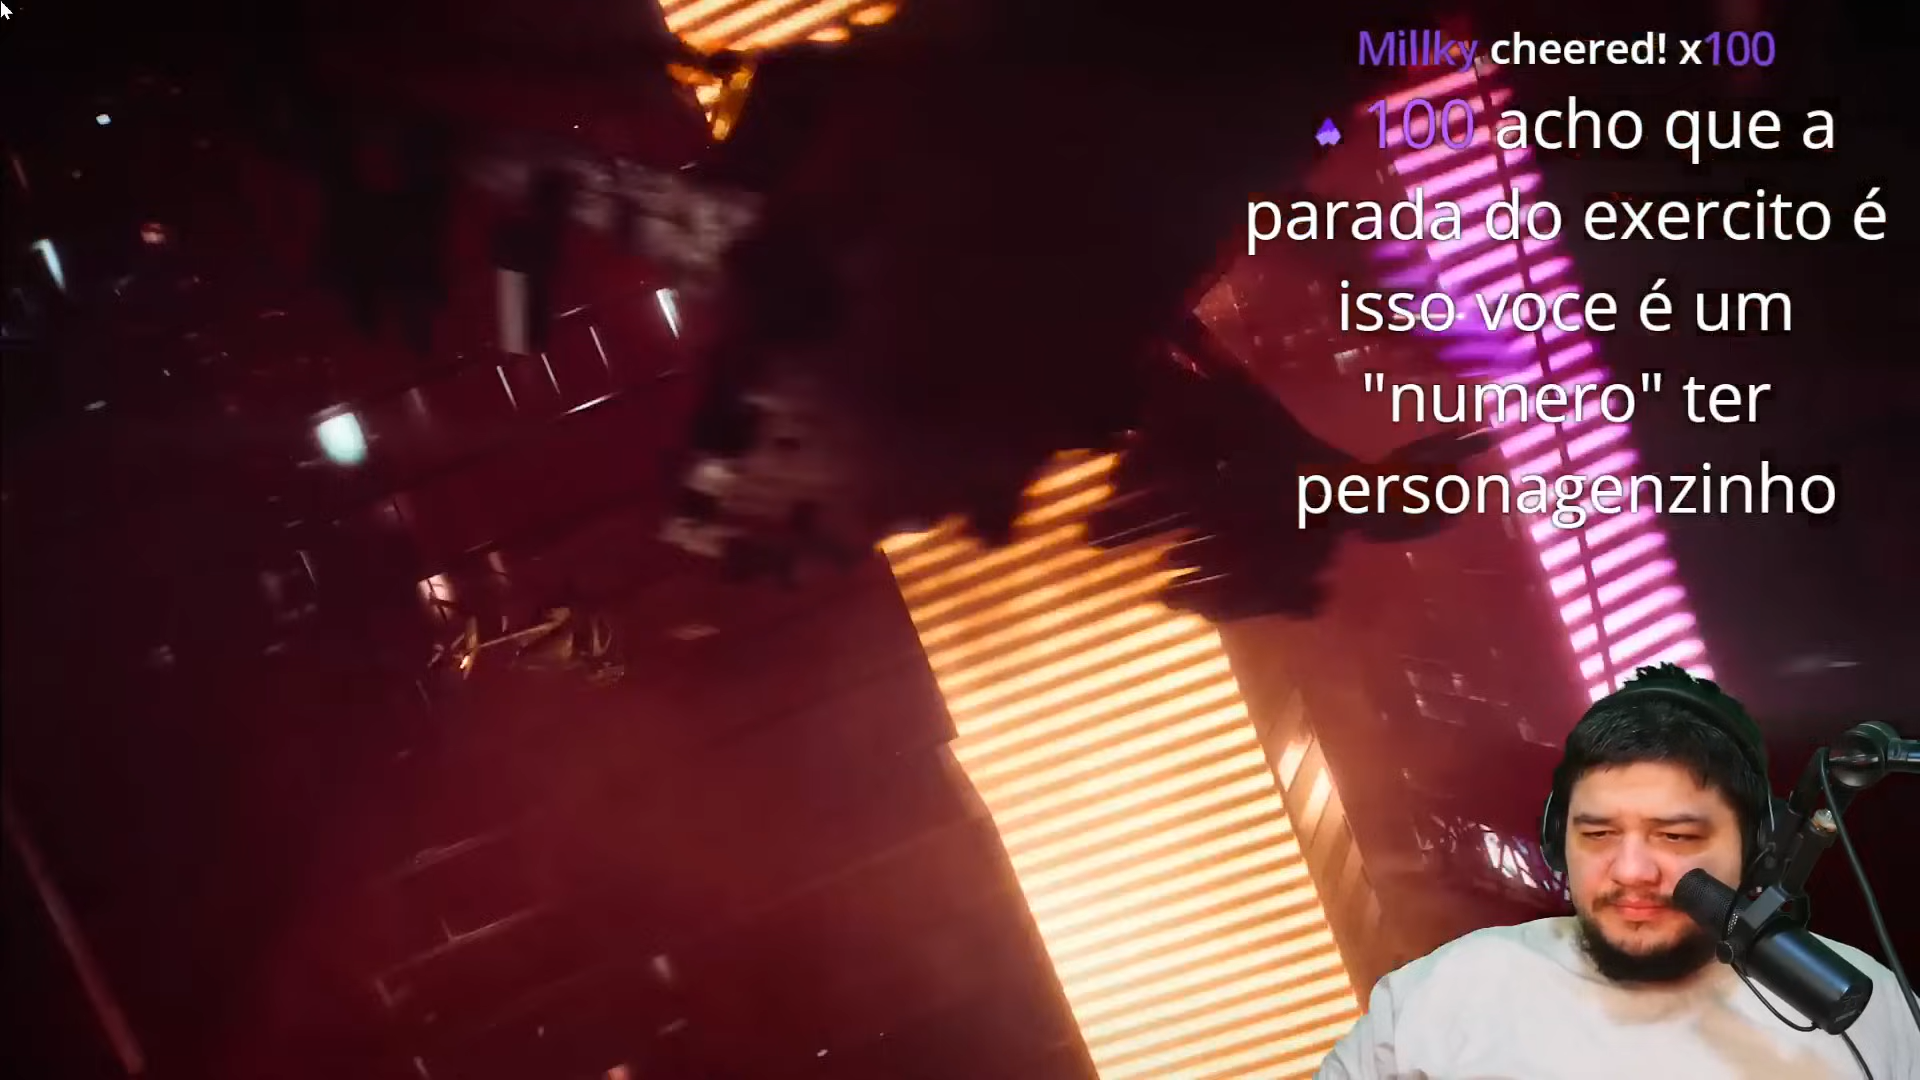 Millky cheered! x100
100 acho que a
parada do exercito é
isso voce é um
"numero" ter
personagenzinho